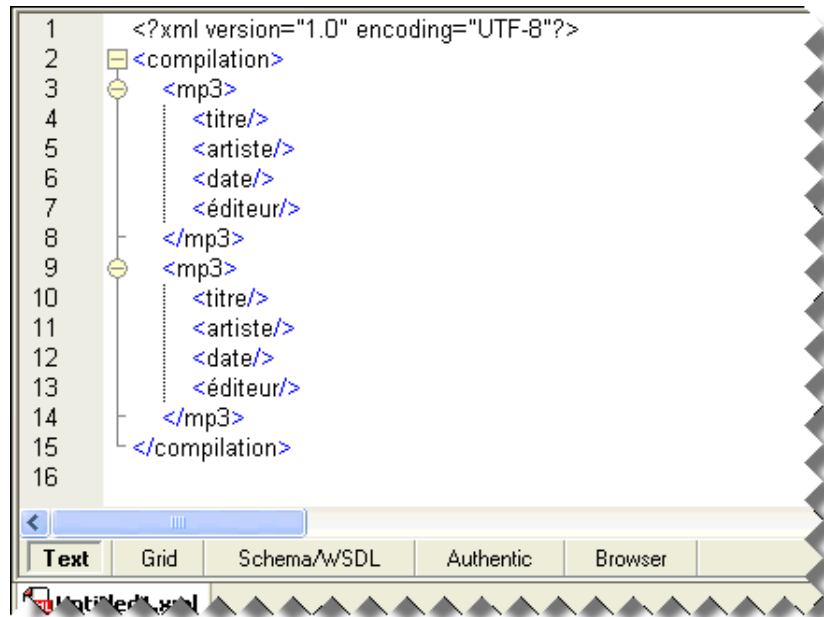 1 <?xml version="1.0" encoding="UTF-8"?>
2 <compilation>
3 <mp3>
4 <titre/>
5 <artiste/>
6 <date/>
7 <éditeur/>
8 </mp3>
9 <mp3>
10 <titre/>
11 <artiste/>
12 <date/>
13 <éditeur/>
14 </mp3>
15 </compilation>
16
Text Grid Schema/WSDL Authentic Browser